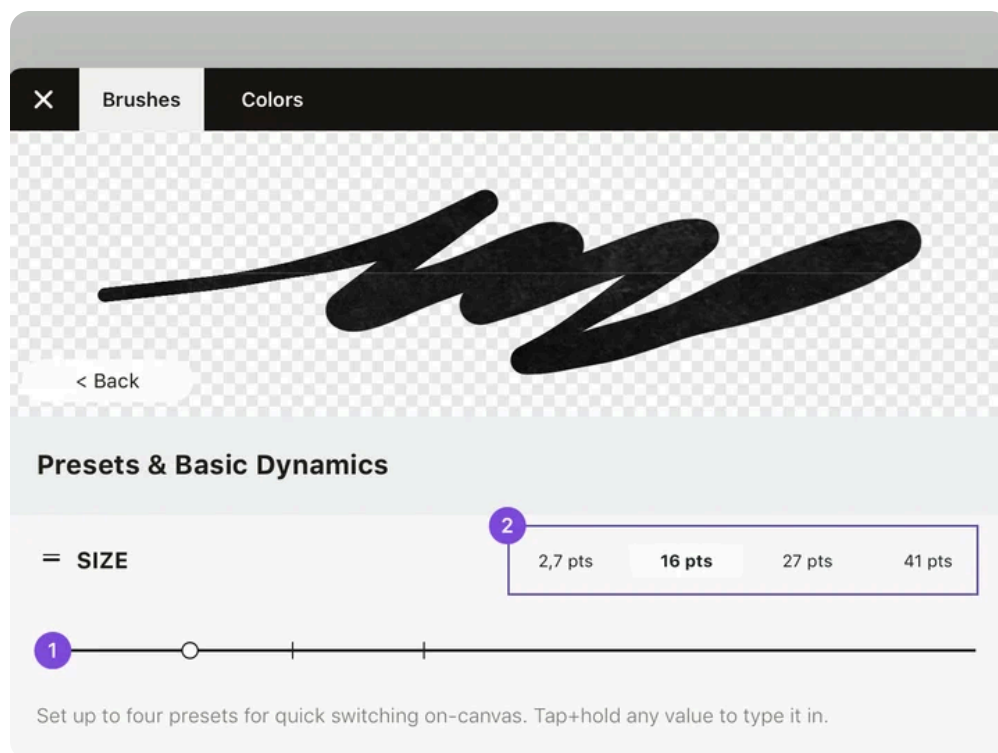 Brushes Colors
< Back
Presets & Basic Dynamics
2
SIZE 2,7 pts 16 pts 27 pts 41 pts
1
Set up to four presets for quick switching on-canvas. Tap+hold any value to type it in.